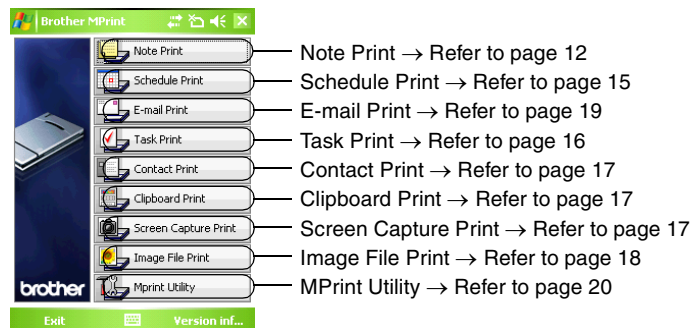 Brother MPrint
Note Print
Note Print → Refer to page 12
Schedule Print
Schedule Print → Refer to page 15
E-mail Print
E-mail Print → Refer to page 19
Task Print
Task Print → Refer to page 16
Contact Print
Contact Print → Refer to page 17
Clipboard Print
Clipboard Print → Refer to page 17
Screen Capture Print
Screen Capture Print → Refer to page 17
Image File Print
Image File Print → Refer to page 18
Mprint Utility
MPrint Utility → Refer to page 20
brother
Exit
Version inf...